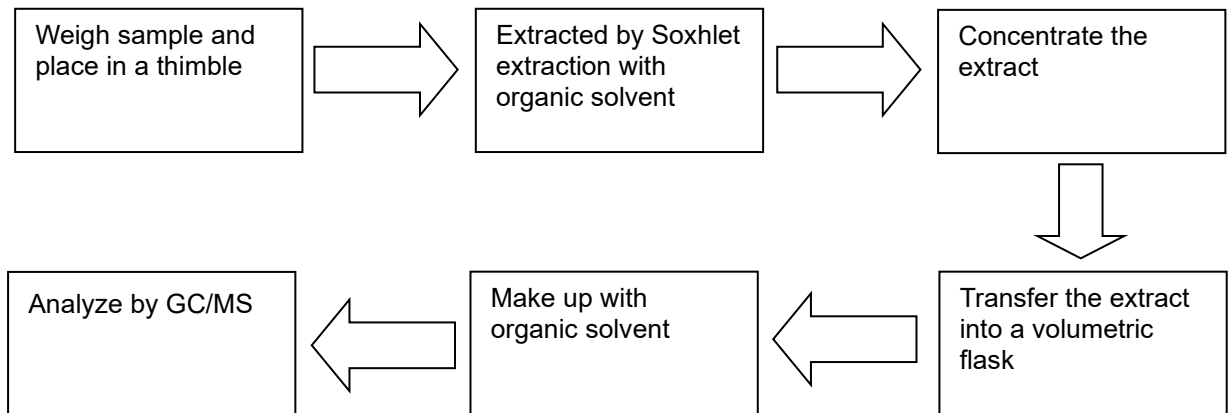 Weigh sample and
place in a thimble
Extracted by Soxhlet
extraction with
organic solvent
Concentrate the
extract
Transfer the extract
into a volumetric
flask
Make up with
organic solvent
Analyze by GC/MS